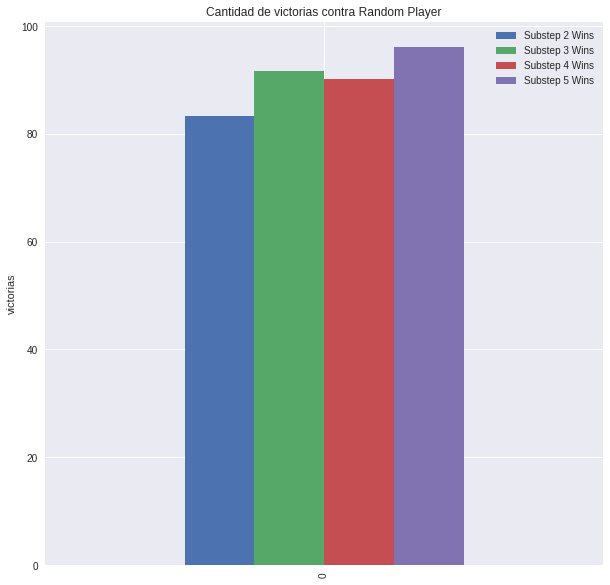 Cantidad de victorias contra Random Player
100
80
60
40
20
0
victorias
0
Substep 2 Wins
Substep 3 Wins
Substep 4 Wins
Substep 5 Wins